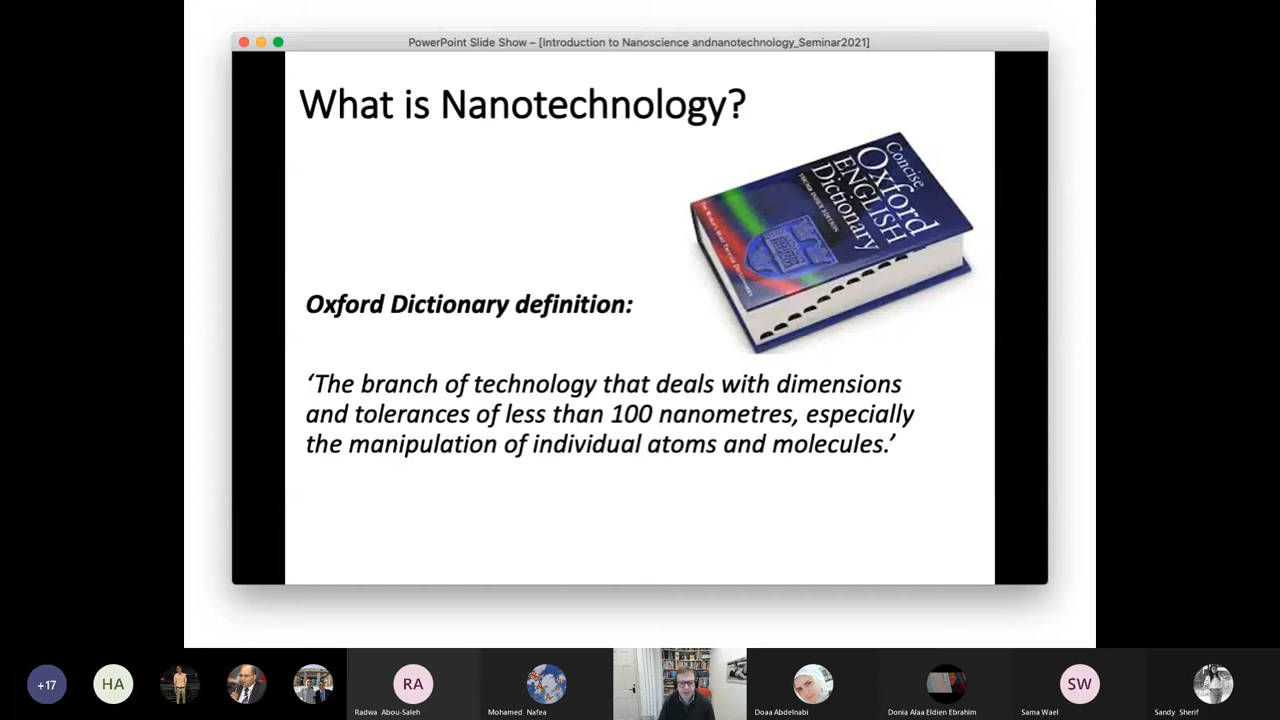 PowerPoint Slide Show – [Introduction to Nanoscience andnanotechnology_Seminar2021]
What is Nanotechnology?
Concise
Oxford
ENGLISH
Dictionary
THUMB INDEX EDITION
Oxford Dictionary definition:
‘The branch of technology that deals with dimensions
and tolerances of less than 100 nanometres, especially
the manipulation of individual atoms and molecules.’
+17
HA
RA
SW
Radwa Abou-Saleh
Mohamed Nafea
Doaa Abdelnabi
Donia Alaa Eldien Ebrahim
Sama Wael
Sandy Sherif